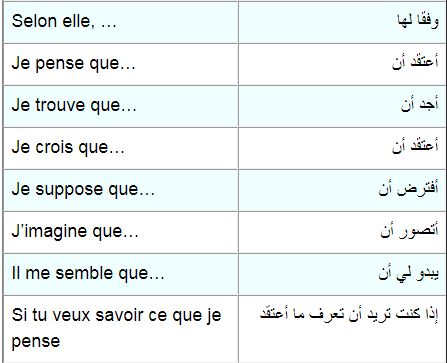 Selon elle, … وفقا لها
Je pense que… أعتقد أن
Je trouve que… أجد أن
Je crois que… أعتقد أن
Je suppose que… أفترض أن
J’imagine que… أتصور أن
Il me semble que… يبدو لي أن
Si tu veux savoir ce que je إذا كنت تريد أن تعرف ما أعتقد
pense